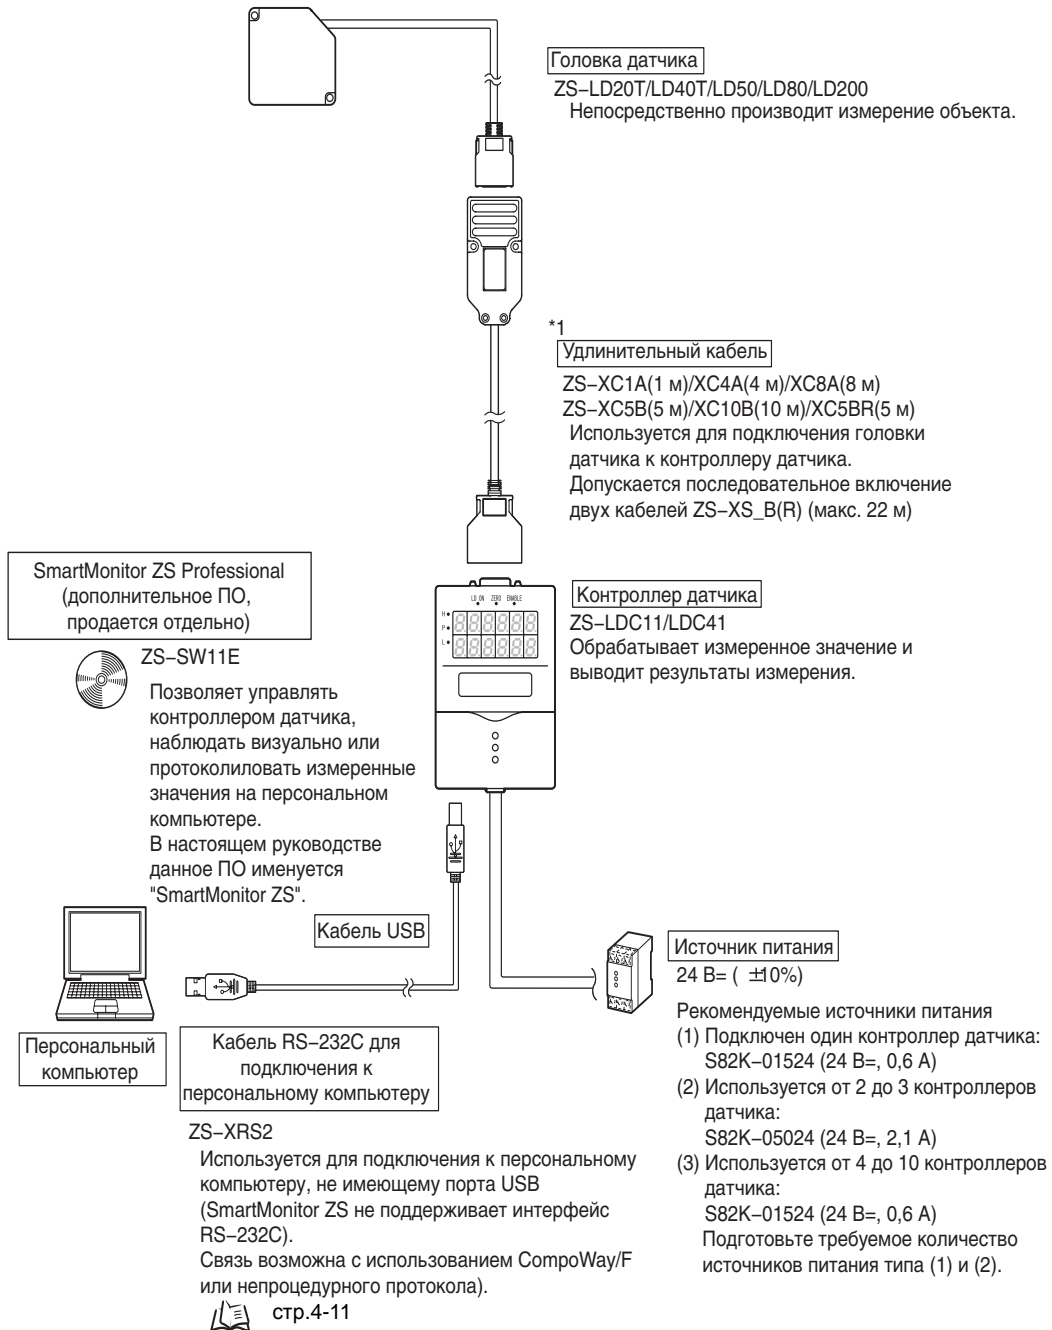 Головка датчика
ZS–LD20T/LD40T/LD50/LD80/LD200
Непосредственно производит измерение объекта.
*1
Удлинительный кабель
ZS–XC1A(1 м)/XC4A(4 м)/XC8A(8 м)
ZS–XC5B(5 м)/XC10B(10 м)/XC5BR(5 м)
Используется для подключения головки
датчика к контроллеру датчика.
Допускается последовательное включение
двух кабелей ZS–XS_B(R) (макс. 22 м)
SmartMonitor ZS Professional
(дополнительное ПО,
продается отдельно)
ZS–SW11E
Позволяет управлять
контроллером датчика,
наблюдать визуально или
протоколиловать измеренные
значения на персональном
компьютере.
В настоящем руководстве
данное ПО именуется
"SmartMonitor ZS".
LD ON ZERO ENABLE
H
P
L
888888
888888
Контроллер датчика
ZS–LDC11/LDC41
Обрабатывает измеренное значение и
выводит результаты измерения.
Кабель USB
Персональный
компьютер
Кабель RS–232C для
подключения к
персональному компьютеру
ZS–XRS2
Используется для подключения к персональному
компьютеру, не имеющему порта USB
(SmartMonitor ZS не поддерживает интерфейс
RS–232C).
Связь возможна с использованием CompoWay/F
или непроцедурного протокола).
стр.4-11
Источник питания
24 В= ( ±10%)
Рекомендуемые источники питания
(1) Подключен один контроллер датчика:
S82K–01524 (24 В=, 0,6 А)
(2) Используется от 2 до 3 контроллеров
датчика:
S82K–05024 (24 В=, 2,1 А)
(3) Используется от 4 до 10 контроллеров
датчика:
S82K–01524 (24 В=, 0,6 А)
Подготовьте требуемое количество
источников питания типа (1) и (2).